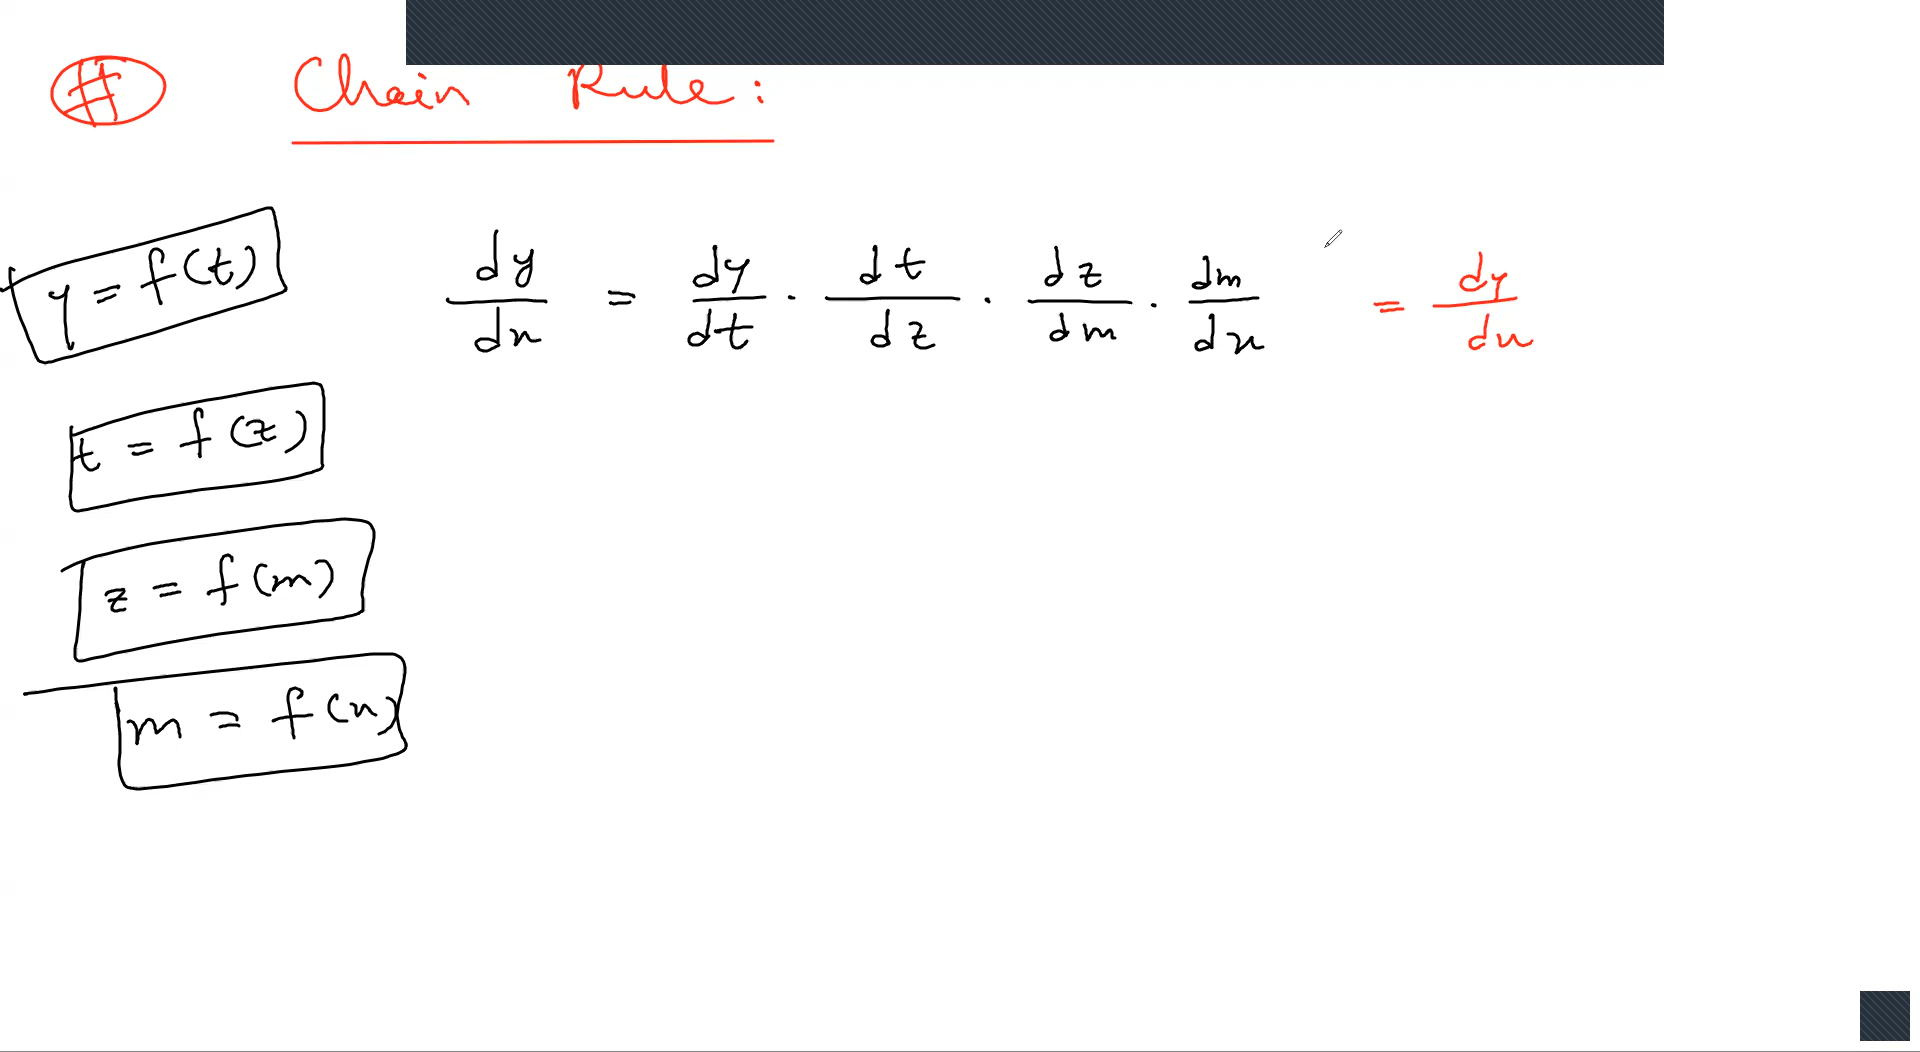 # Chain Rule:
y = f(t)
dy/dx = dy/dt · dt/dz · dz/dm · dm/dx = dy/dx
t = f(z)
z = f(m)
m = f(x)